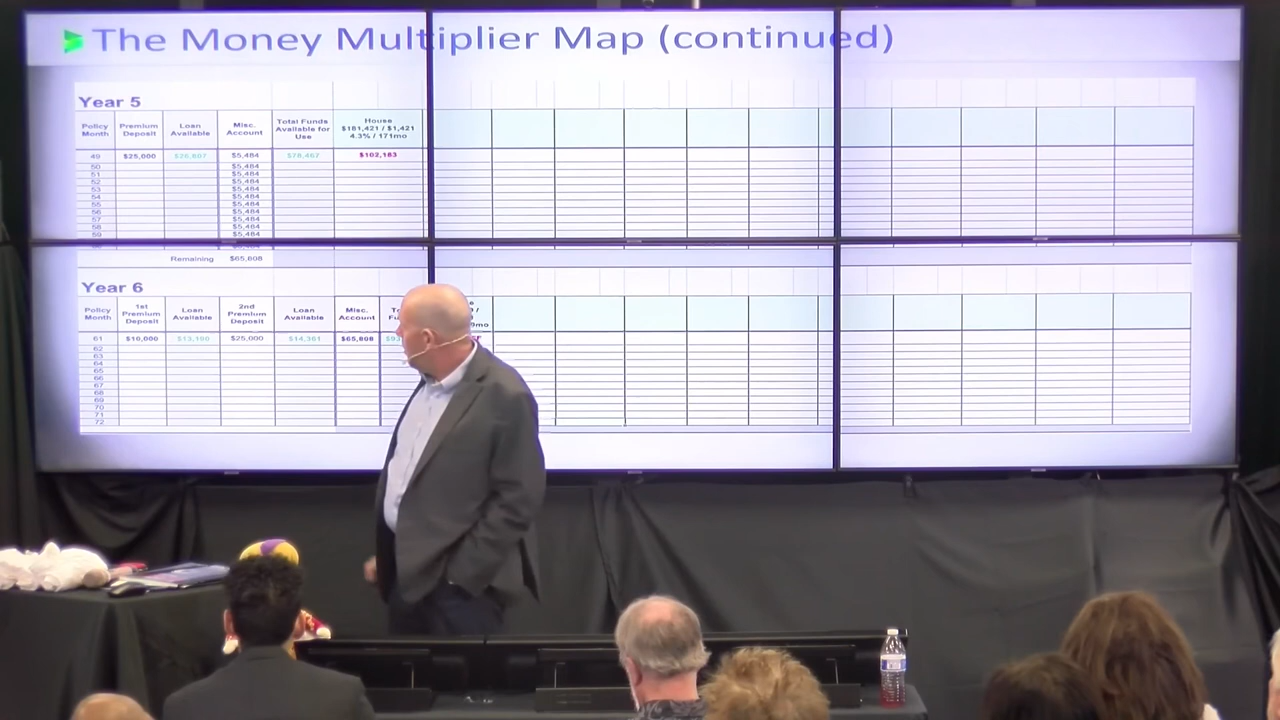 The Money Multiplier Map (continued)
Year 5
Policy Month Premium Deposit Loan Available Misc. Account Total Funds Available for Use House $181,421 / $1,421 4.3% / 171mo
49 $25,000 $26,807 $5,484 $78,467 $102,183
50 $5,484
51 $5,484
52 $5,484
53 $5,484
54 $5,484
55 $5,484
56 $5,484
57 $5,484
58 $5,484
59 $5,484
Remaining $65,808
Year 6
Policy Month 1st Premium Deposit Loan Available 2nd Premium Deposit Loan Available Misc. Account
61 $10,000 $13,190 $25,000 $14,361 $65,808
62
63
64
65
66
67
68
69
70
71
72